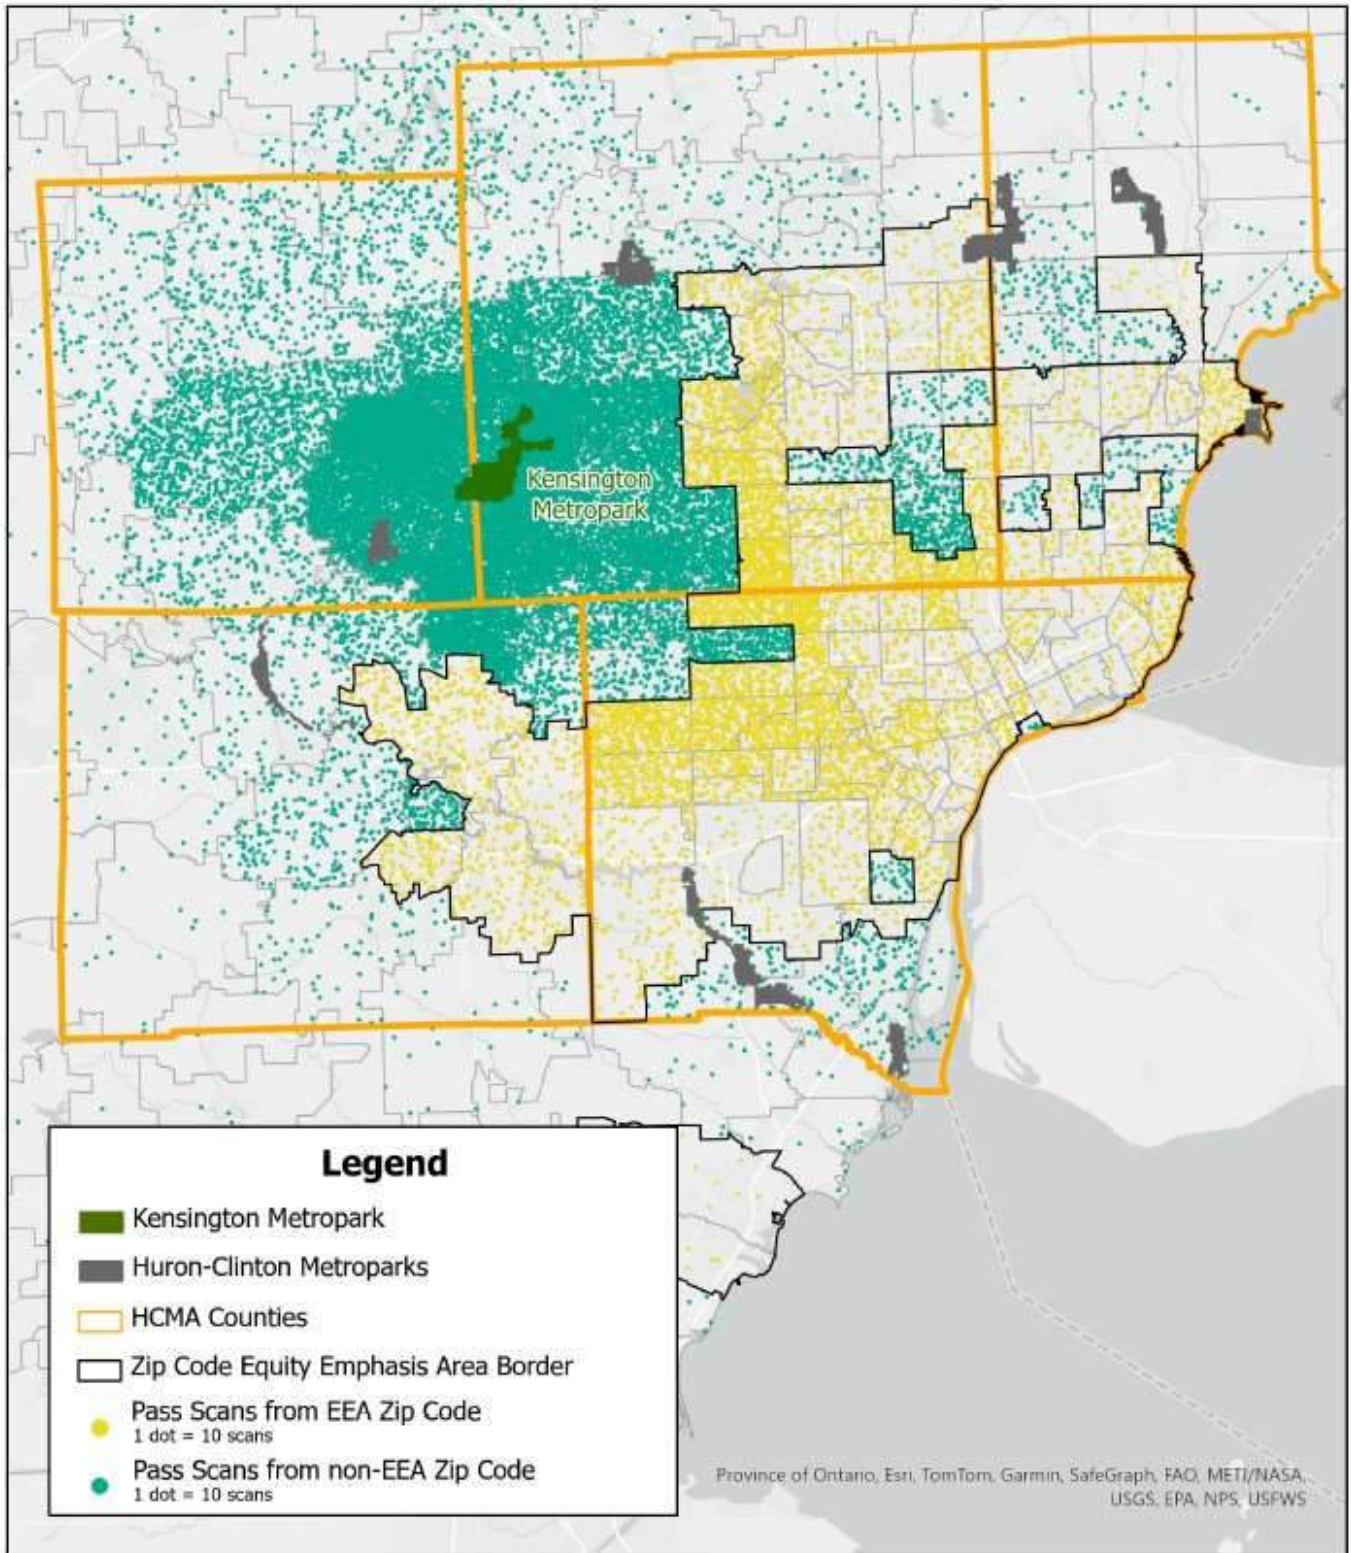 Kensington
Metropark
Legend
Kensington Metropark
Huron-Clinton Metroparks
HCMA Counties
Zip Code Equity Emphasis Area Border
Pass Scans from EEA Zip Code
1 dot = 10 scans
Pass Scans from non-EEA Zip Code
1 dot = 10 scans
Province of Ontario, Esri, TomTom, Garmin, SafeGraph, FAO, METI/NASA,
USGS, EPA, NPS, USFWS